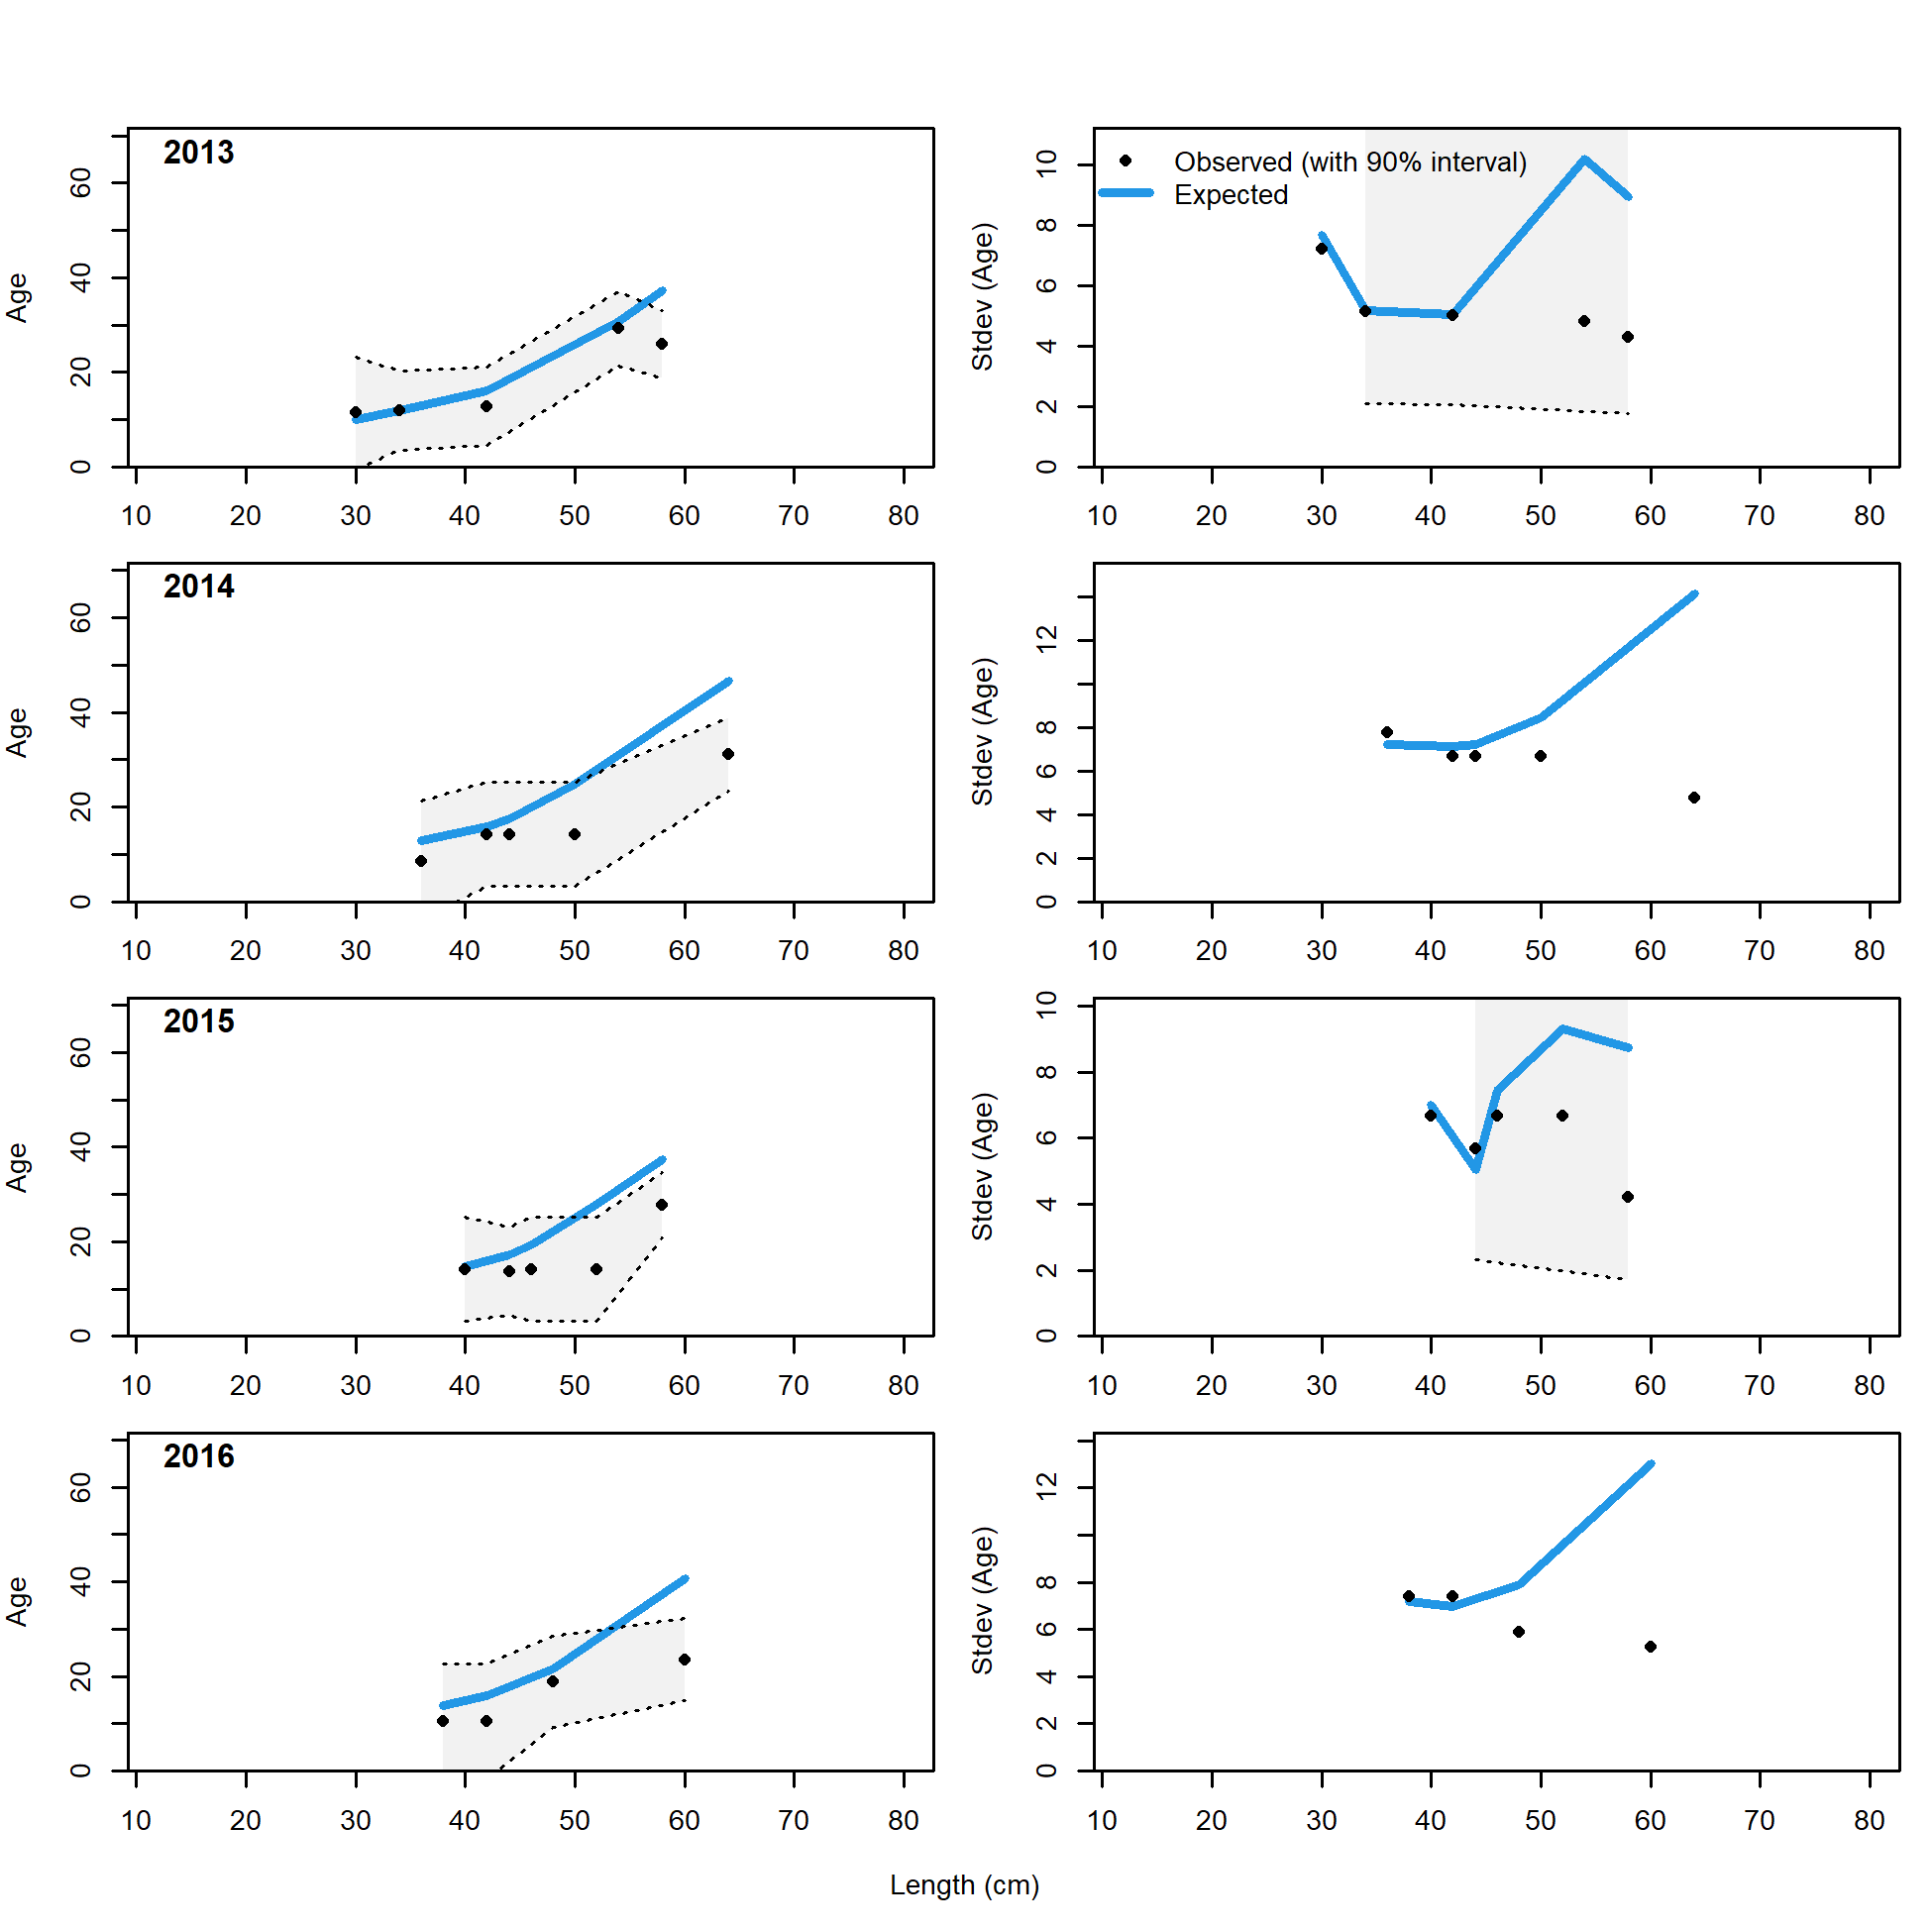 2013
Age
0 20 40 60
10 20 30 40 50 60 70 80
Observed (with 90% interval)
Expected
Stdev (Age)
0 2 4 6 8 10
10 20 30 40 50 60 70 80
2014
Age
0 20 40 60
10 20 30 40 50 60 70 80
Stdev (Age)
0 2 4 6 8 12
10 20 30 40 50 60 70 80
2015
Age
0 20 40 60
10 20 30 40 50 60 70 80
Stdev (Age)
0 2 4 6 8 10
10 20 30 40 50 60 70 80
2016
Age
0 20 40 60
10 20 30 40 50 60 70 80
Stdev (Age)
0 2 4 6 8 12
10 20 30 40 50 60 70 80
Length (cm)